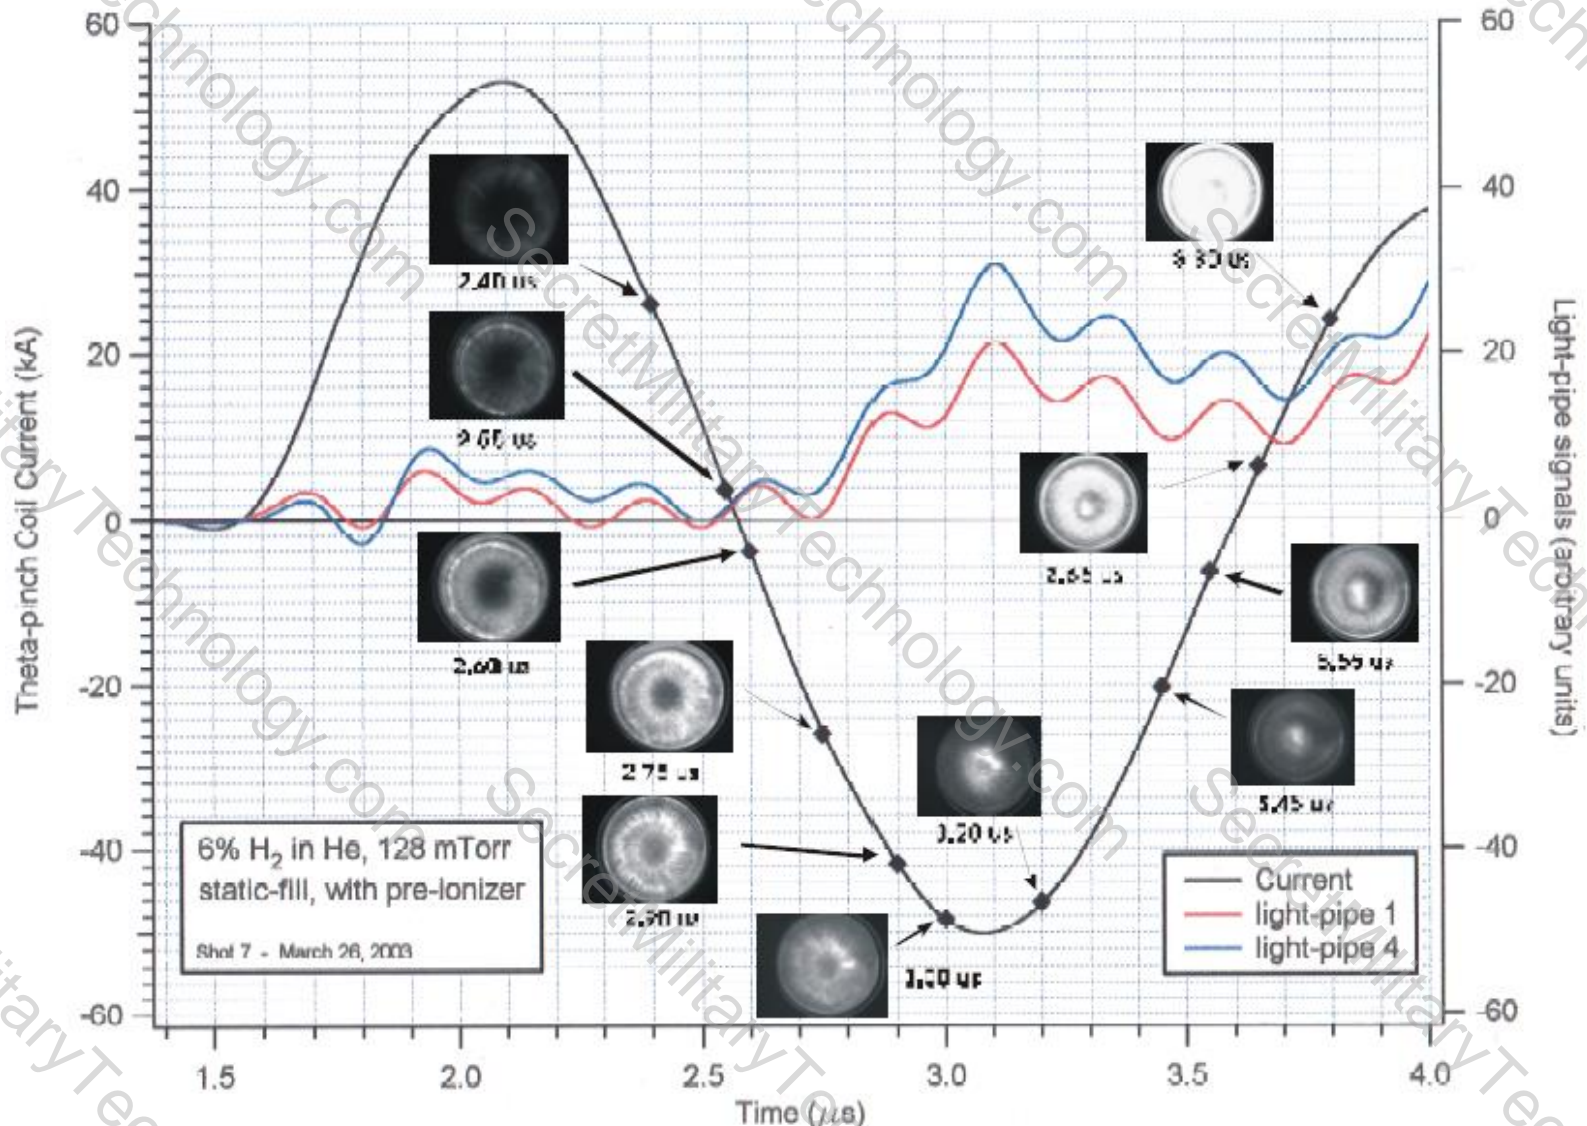 60
40
20
0
-20
-40
-60
Theta-pinch Coil Current (kA)
60
40
20
0
-20
-40
-60
Light-pipe signals (arbitrary units)
2.40 us
2.60 us
2.75 us
2.90 us
3.20 us
6% H₂ in He, 128 mTorr
static-fill, with pre-ionizer
Shot 7 - March 26, 2003
Current
light-pipe 1
light-pipe 4
1.5 2.0 2.5 3.0 3.5 4.0
Time (μs)
SecretMilitaryTechnology.com